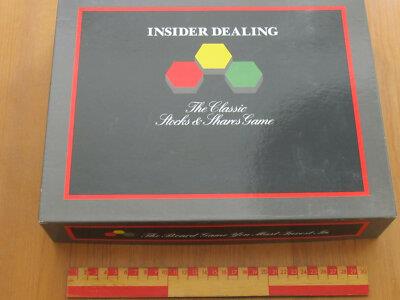 INSIDER DEALING
The Classic
Stocks & Shares Game
The Board Game You Must Invest In